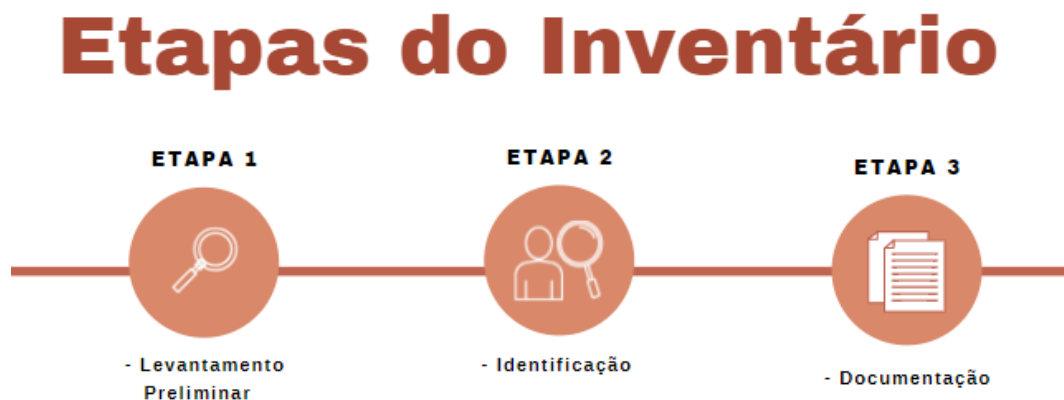 Etapas do Inventário
ETAPA 1
- Levantamento
Preliminar
ETAPA 2
- Identificação
ETAPA 3
- Documentação